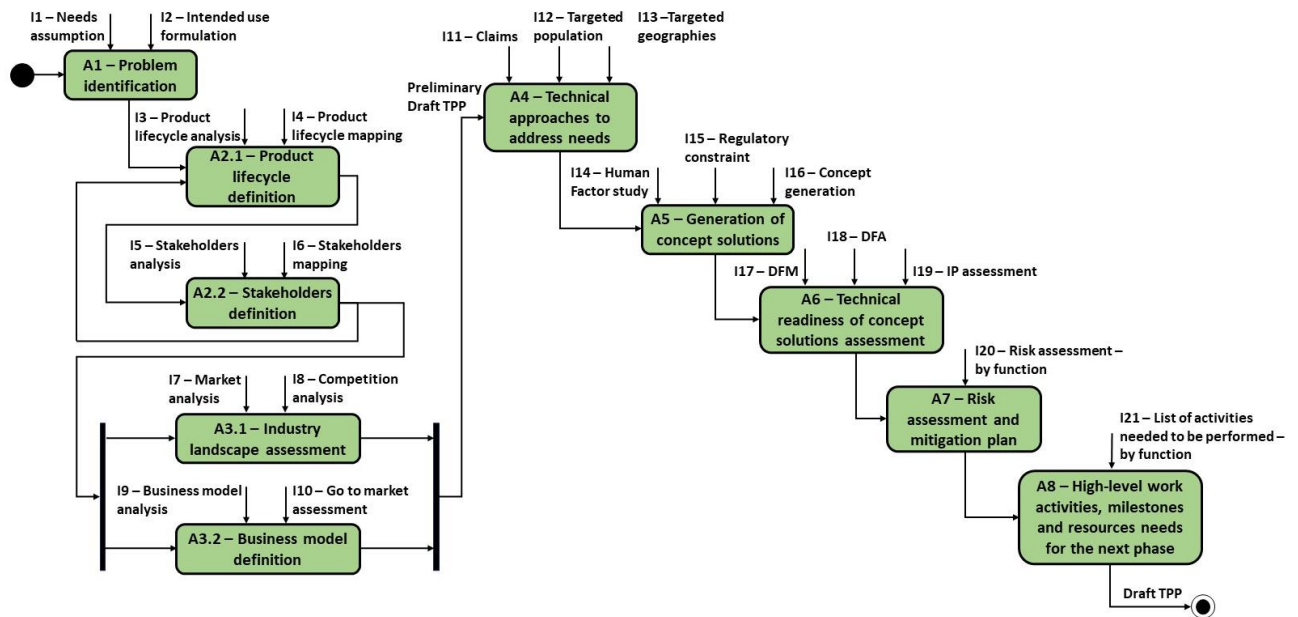 I1 – Needs
assumption
I2 – Intended use
formulation
A1 – Problem
identification
I3 – Product
lifecycle analysis
I4 – Product
lifecycle mapping
A2.1 – Product
lifecycle
definition
I5 – Stakeholders
analysis
I6 – Stakeholders
mapping
A2.2 – Stakeholders
definition
I7 – Market
analysis
I8 – Competition
analysis
A3.1 – Industry
landscape assessment
I9 – Business model
analysis
I10 – Go to market
assessment
A3.2 – Business model
definition
Preliminary
Draft TPP
I11 – Claims
I12 – Targeted
population
I13 –Targeted
geographies
A4 – Technical
approaches to
address needs
I14 – Human
Factor study
I15 – Regulatory
constraint
I16 – Concept
generation
A5 – Generation of
concept solutions
I17 – DFM
I18 – DFA
I19 – IP assessment
A6 – Technical
readiness of concept
solutions assessment
I20 – Risk assessment –
by function
A7 – Risk
assessment and
mitigation plan
I21 – List of activities
needed to be performed –
by function
A8 – High-level work
activities, milestones
and resources needs
for the next phase
Draft TPP